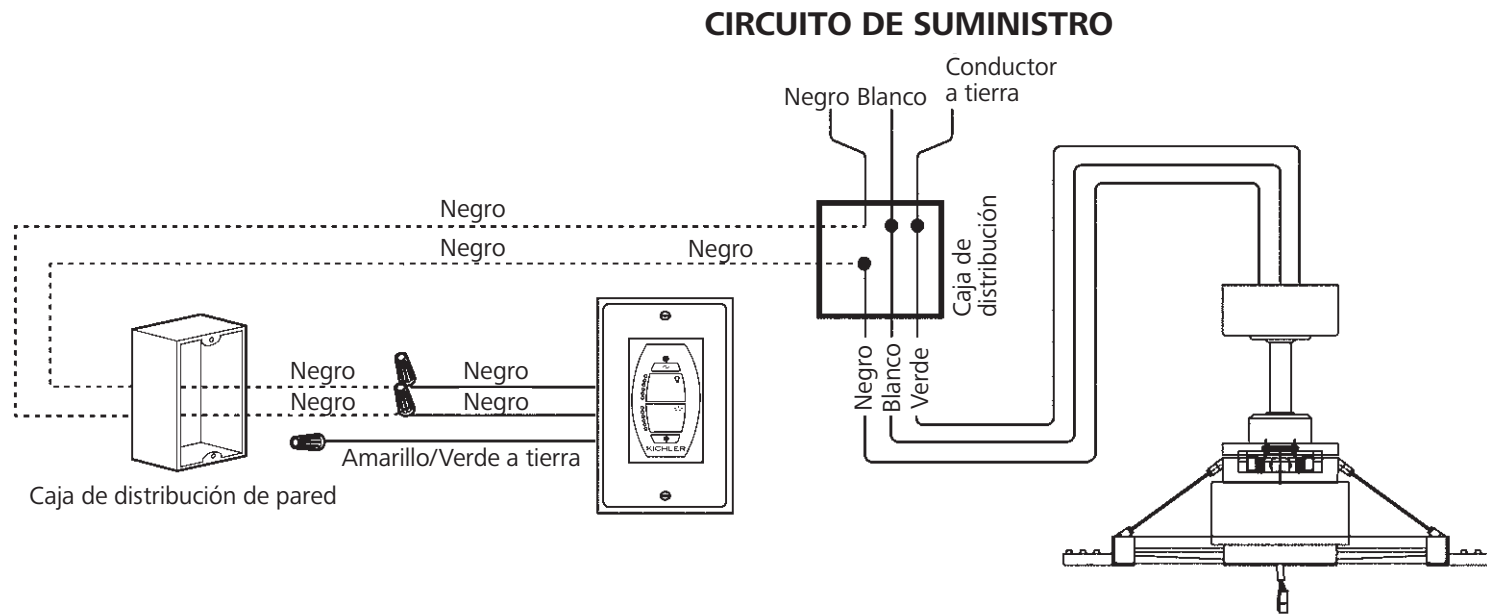 CIRCUITO DE SUMINISTRO
Conductor
a tierra
Negro Blanco
Negro
Negro
Negro
Caja de
distribución
Negro
Blanco
Verde
Negro
Negro
Negro
Negro
KICHLER
Amarillo/Verde a tierra
Caja de distribución de pared